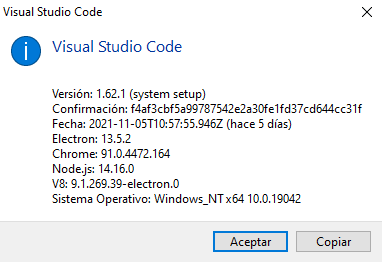 Visual Studio Code
Visual Studio Code
Versión: 1.62.1 (system setup)
Confirmación: f4af3cbf5a99787542e2a30fe1fd37cd644cc31f
Fecha: 2021-11-05T10:57:55.946Z (hace 5 días)
Electron: 13.5.2
Chrome: 91.0.4472.164
Node.js: 14.16.0
V8: 9.1.269.39-electron.0
Sistema Operativo: Windows_NT x64 10.0.19042
Aceptar
Copiar